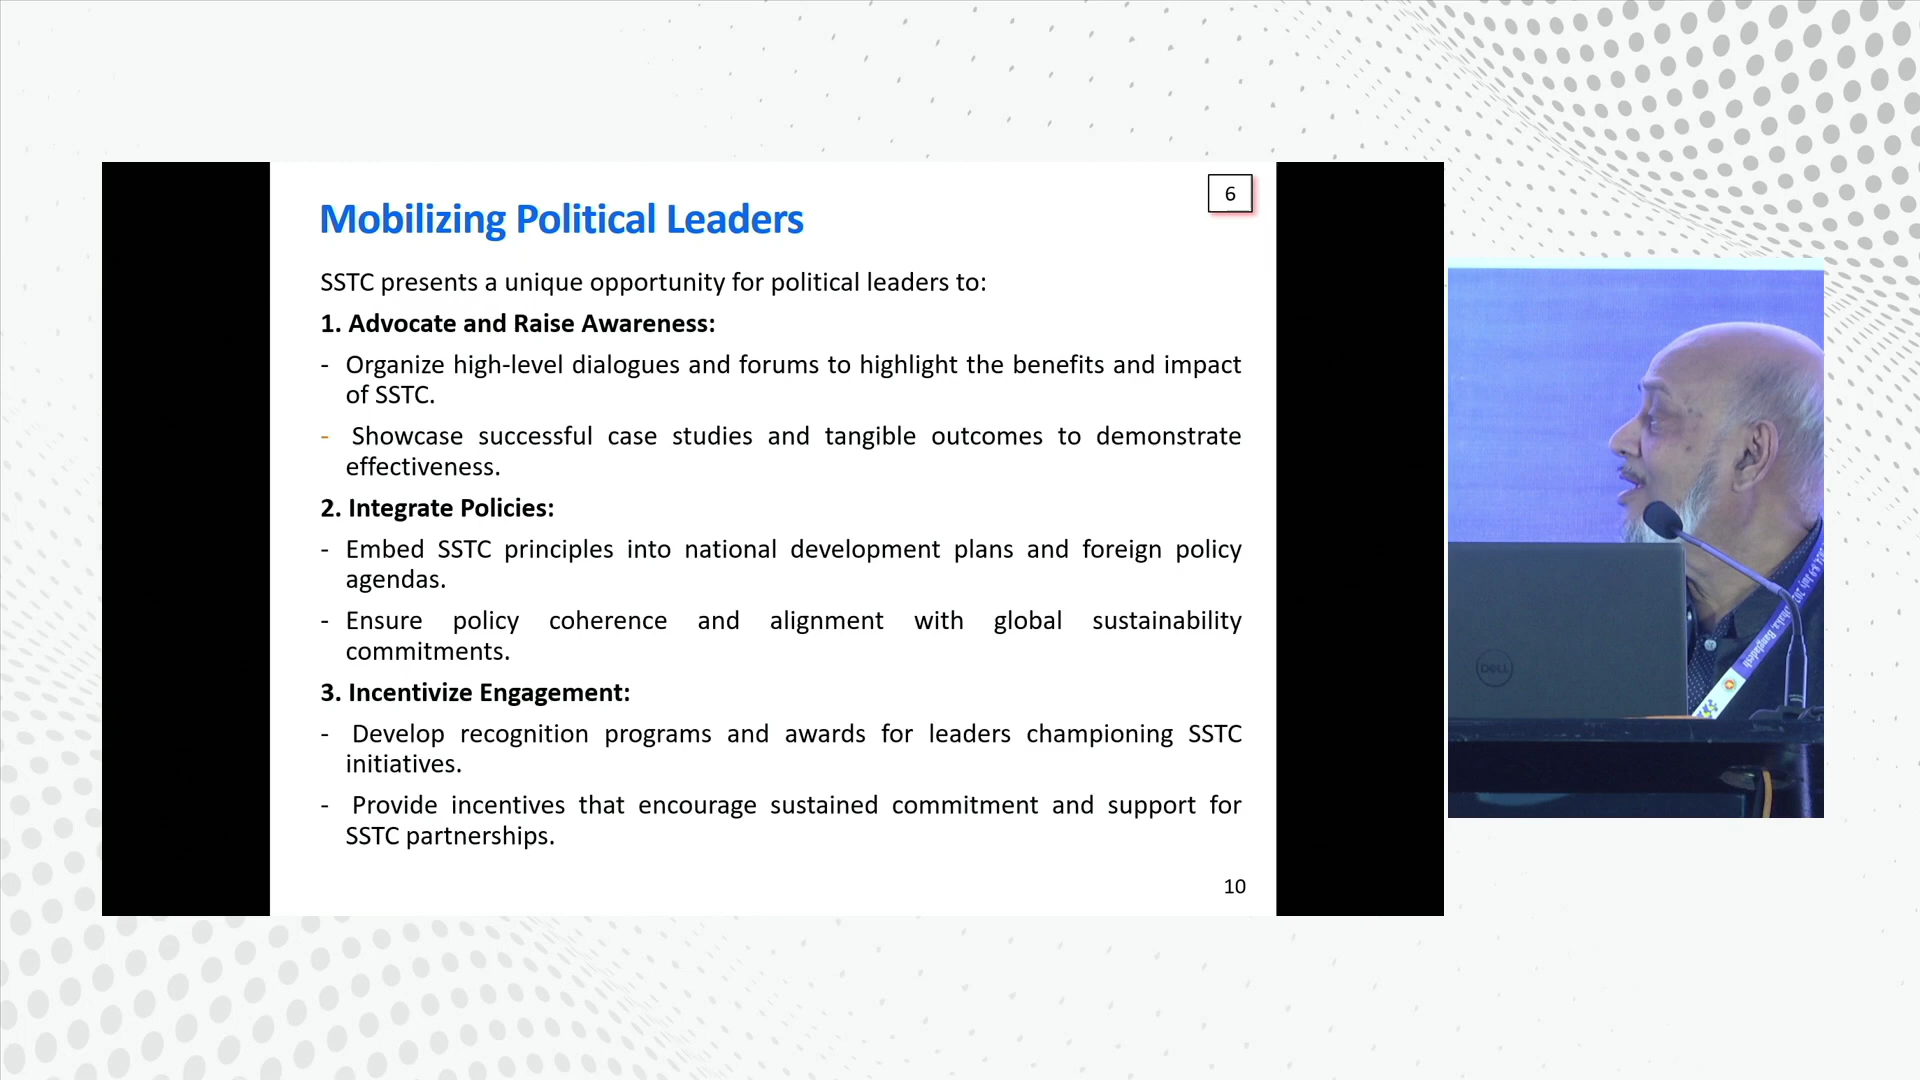 6
Mobilizing Political Leaders
SSTC presents a unique opportunity for political leaders to:
1. Advocate and Raise Awareness:
- Organize high-level dialogues and forums to highlight the benefits and impact
of SSTC.
- Showcase successful case studies and tangible outcomes to demonstrate
effectiveness.
2. Integrate Policies:
- Embed SSTC principles into national development plans and foreign policy
agendas.
- Ensure policy coherence and alignment with global sustainability
commitments.
3. Incentivize Engagement:
- Develop recognition programs and awards for leaders championing SSTC
initiatives.
- Provide incentives that encourage sustained commitment and support for
SSTC partnerships.
10
DELL
Dhaka, Bangladesh